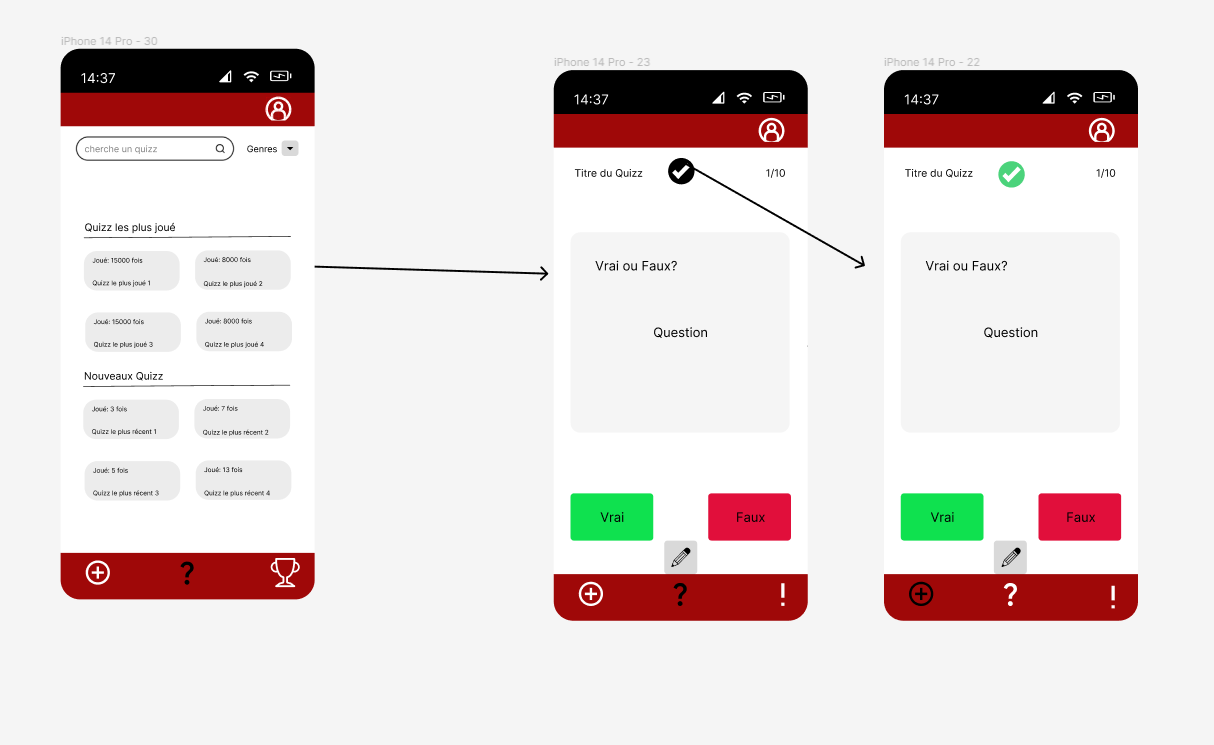 iPhone 14 Pro - 30
14:37
cherche un quizz
Genres
Quizz les plus joué
Joué: 15000 fois
Quizz le plus joué 1
Joué: 8000 fois
Quizz le plus joué 2
Joué: 15000 fois
Quizz le plus joué 3
Joué: 8000 fois
Quizz le plus joué 4
Nouveaux Quizz
Joué: 3 fois
Quizz le plus récent 1
Joué: 7 fois
Quizz le plus récent 2
Joué: 5 fois
Quizz le plus récent 3
Joué: 13 fois
Quizz le plus récent 4
?
iPhone 14 Pro - 23
14:37
Titre du Quizz
1/10
Vrai ou Faux?
Question
Vrai
Faux
?
!
iPhone 14 Pro - 22
14:37
Titre du Quizz
1/10
Vrai ou Faux?
Question
Vrai
Faux
?
!